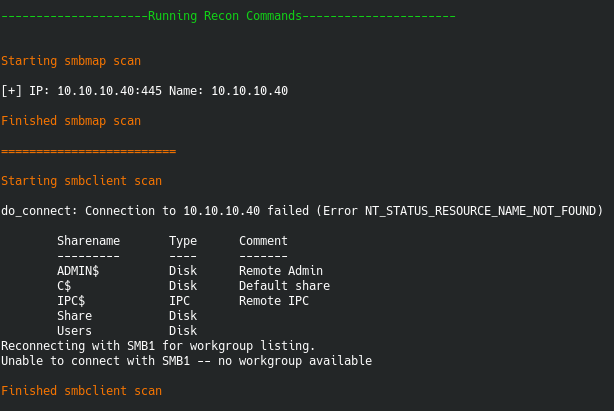 ---------------------Running Recon Commands----------------------
Starting smbmap scan
[+] IP: 10.10.10.40:445 Name: 10.10.10.40
Finished smbmap scan
=========================
Starting smbclient scan
do_connect: Connection to 10.10.10.40 failed (Error NT_STATUS_RESOURCE_NAME_NOT_FOUND)
Sharename Type Comment
--------- ---- -------
ADMIN$ Disk Remote Admin
C$ Disk Default share
IPC$ IPC Remote IPC
Share Disk
Users Disk
Reconnecting with SMB1 for workgroup listing.
Unable to connect with SMB1 -- no workgroup available
Finished smbclient scan